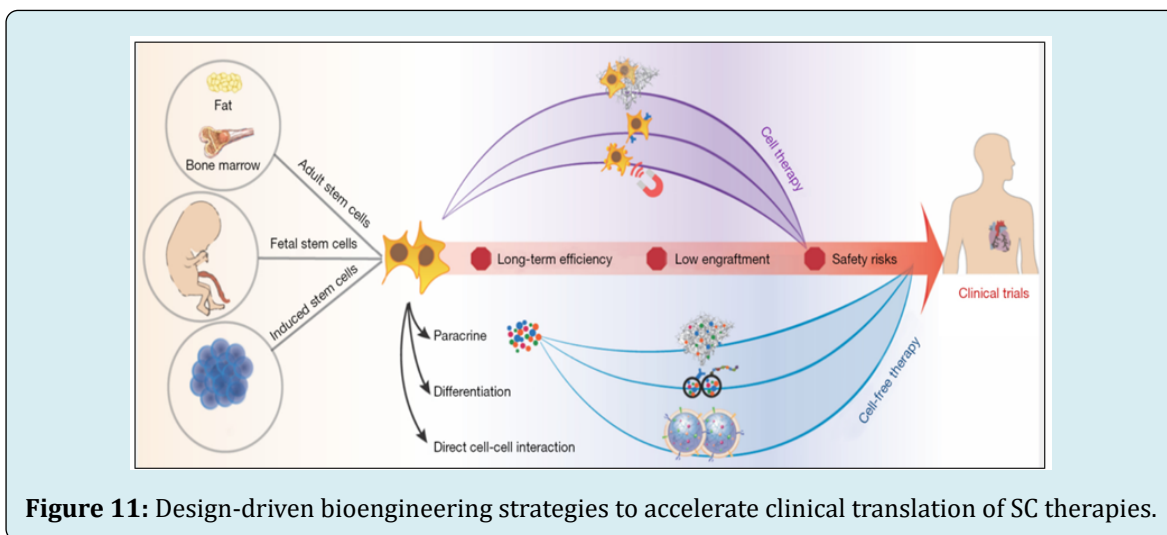 Fat
Bone marrow
Adult stem cells
Fetal stem cells
Induced stem cells
Cell therapy
Long-term efficiency
Low engraftment
Safety risks
Clinical trials
Paracrine
Differentiation
Direct cell-cell interaction
Cell-free therapy
Figure 11: Design-driven bioengineering strategies to accelerate clinical translation of SC therapies.